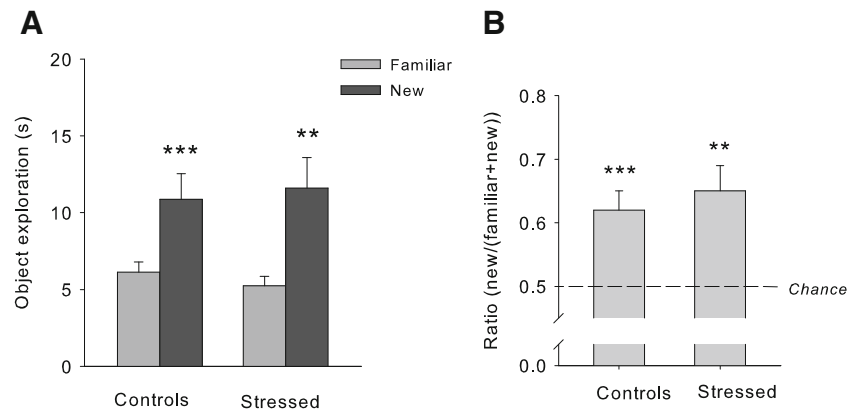 A
20
15
10
5
0
Object exploration (s)
Familiar
New
***
**
Controls
Stressed
B
0.8
0.7
0.6
0.5
0.0
Ratio (new/(familiar+new))
***
**
Chance
Controls
Stressed